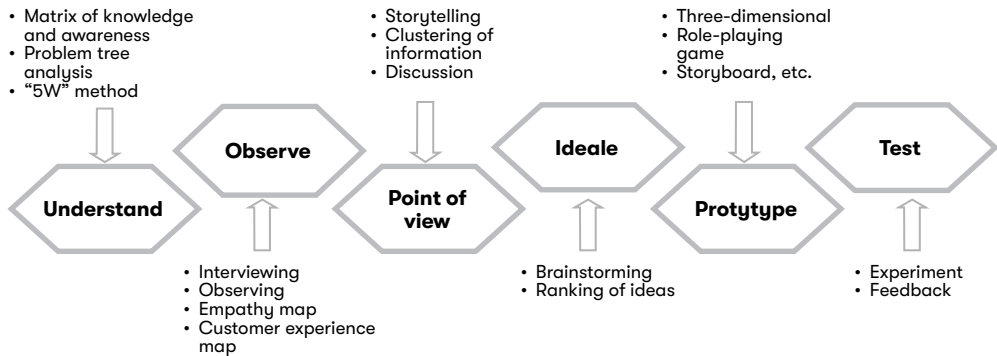 • Matrix of knowledge
and awareness
• Problem tree
analysis
• “5W” method
• Storytelling
• Clustering of
information
• Discussion
• Three-dimensional
• Role-playing
game
• Storyboard, etc.
Understand
Observe
Point of
view
Ideale
Protytype
Test
• Interviewing
• Observing
• Empathy map
• Customer experience
map
• Brainstorming
• Ranking of ideas
• Experiment
• Feedback